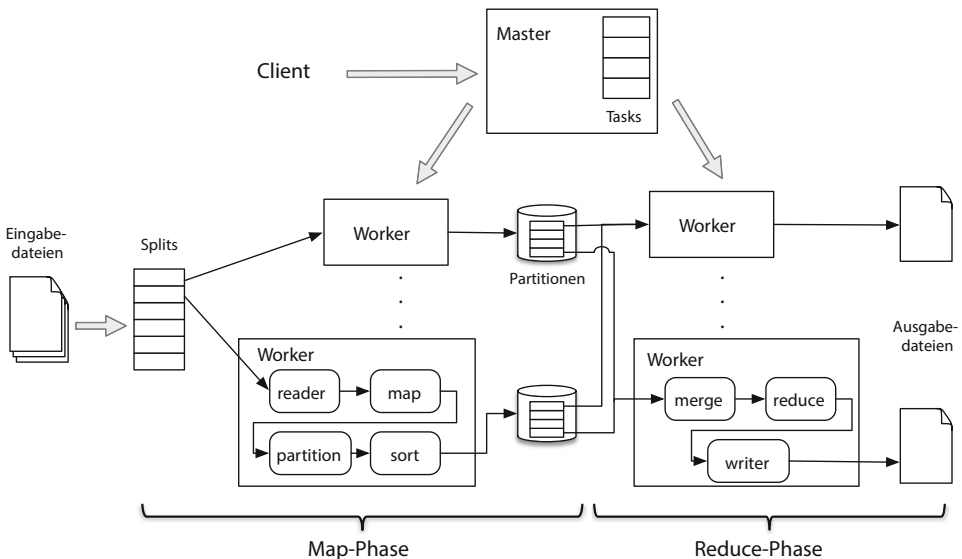 Master
Client
Tasks
Eingabe-
dateien
Splits
Worker
Partitionen
Worker
Worker
reader
map
partition
sort
Worker
merge
reduce
writer
Ausgabe-
dateien
Map-Phase
Reduce-Phase